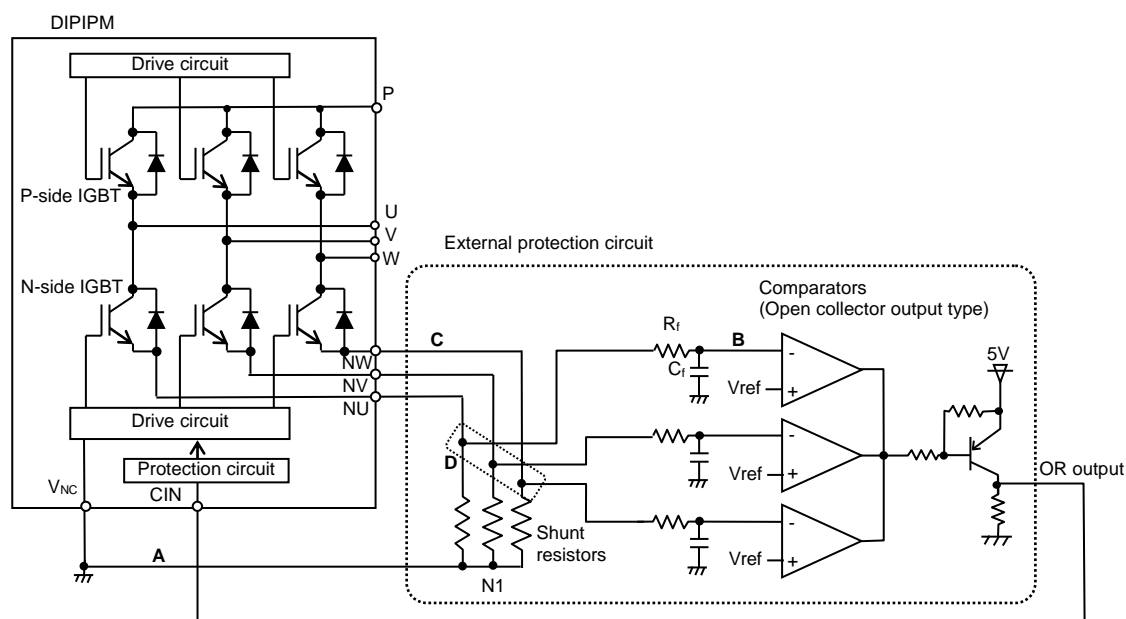 DIPIPM
Drive circuit
P
P-side IGBT
U
V
W
External protection circuit
N-side IGBT
Comparators
(Open collector output type)
C
Rf
B
5V
NW
Cf
Vref
-
+
NV
NU
Drive circuit
D
-
Vref
+
OR output
Protection circuit
VNC
CIN
Shunt
resistors
-
Vref
+
A
N1